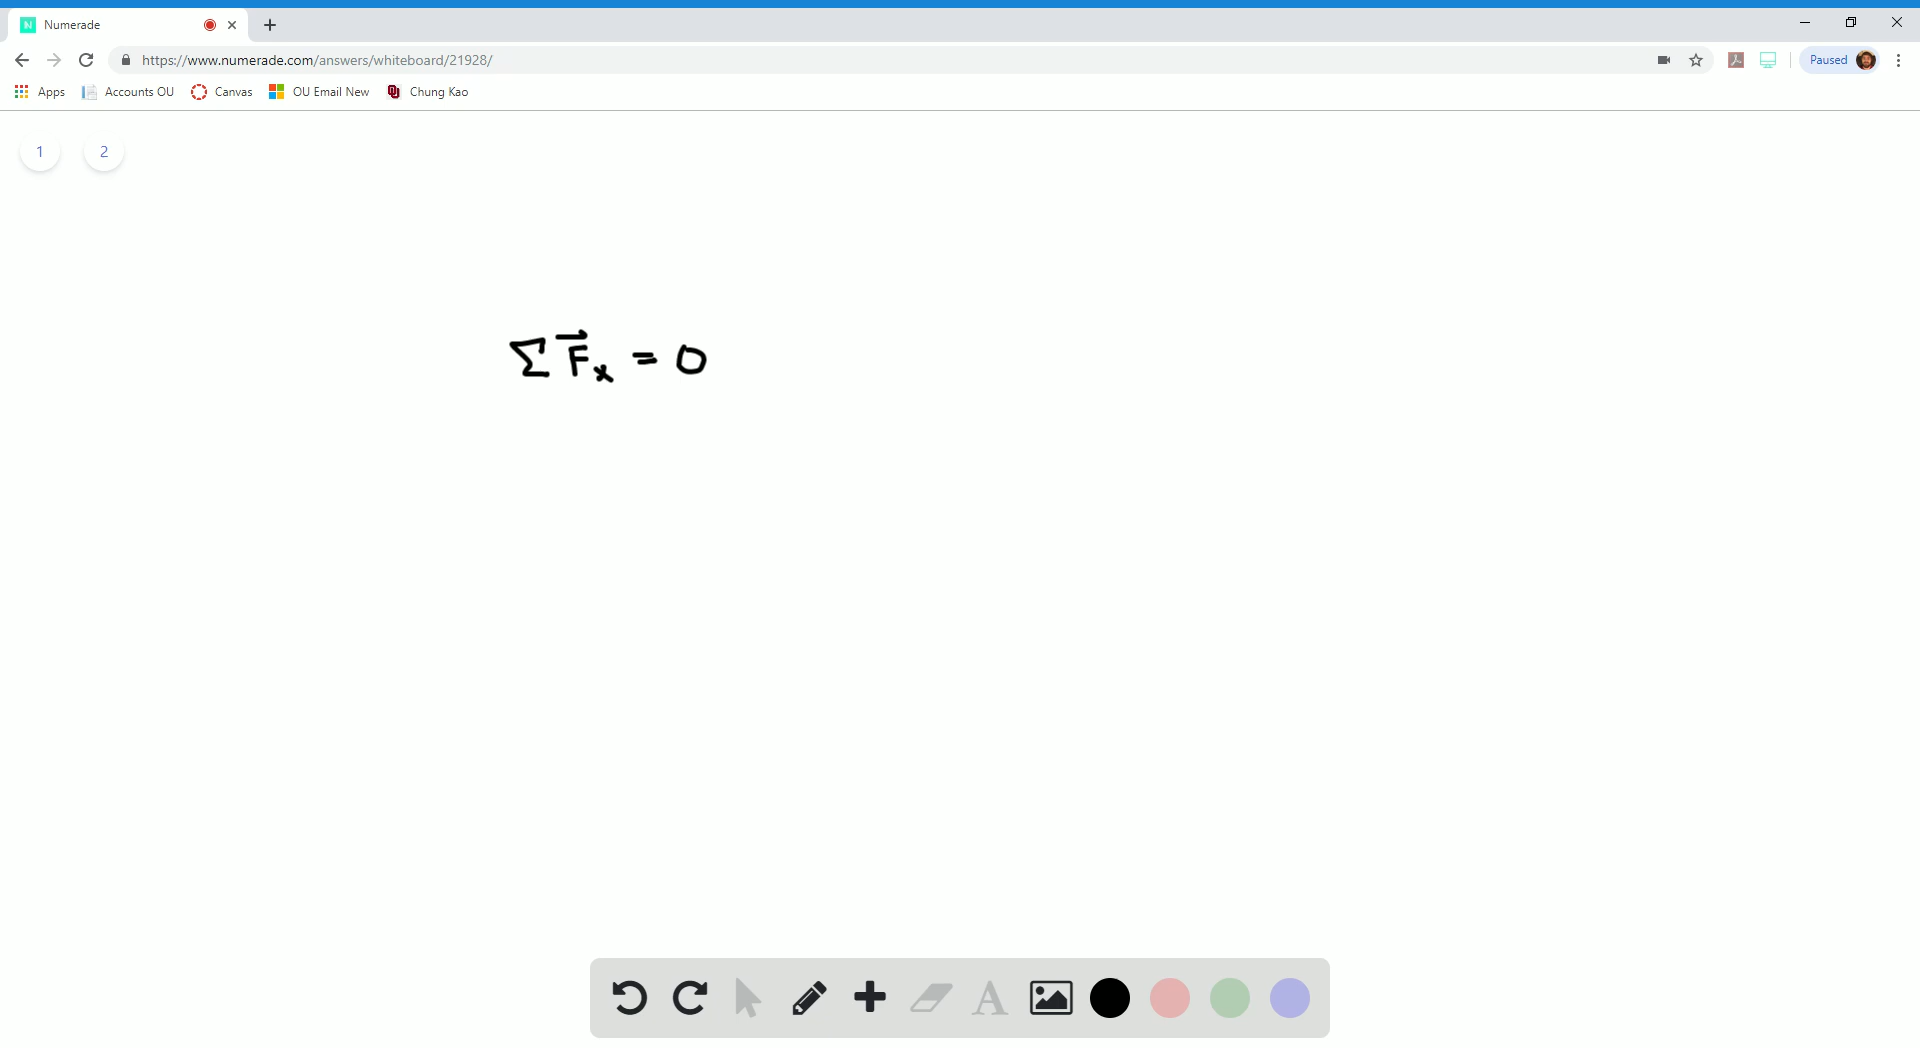 Numerade
https://www.numerade.com/answers/whiteboard/21928/
Paused
Apps Accounts OU Canvas OU Email New Chung Kao
1 2
Σ F⃗ₓ = 0
A